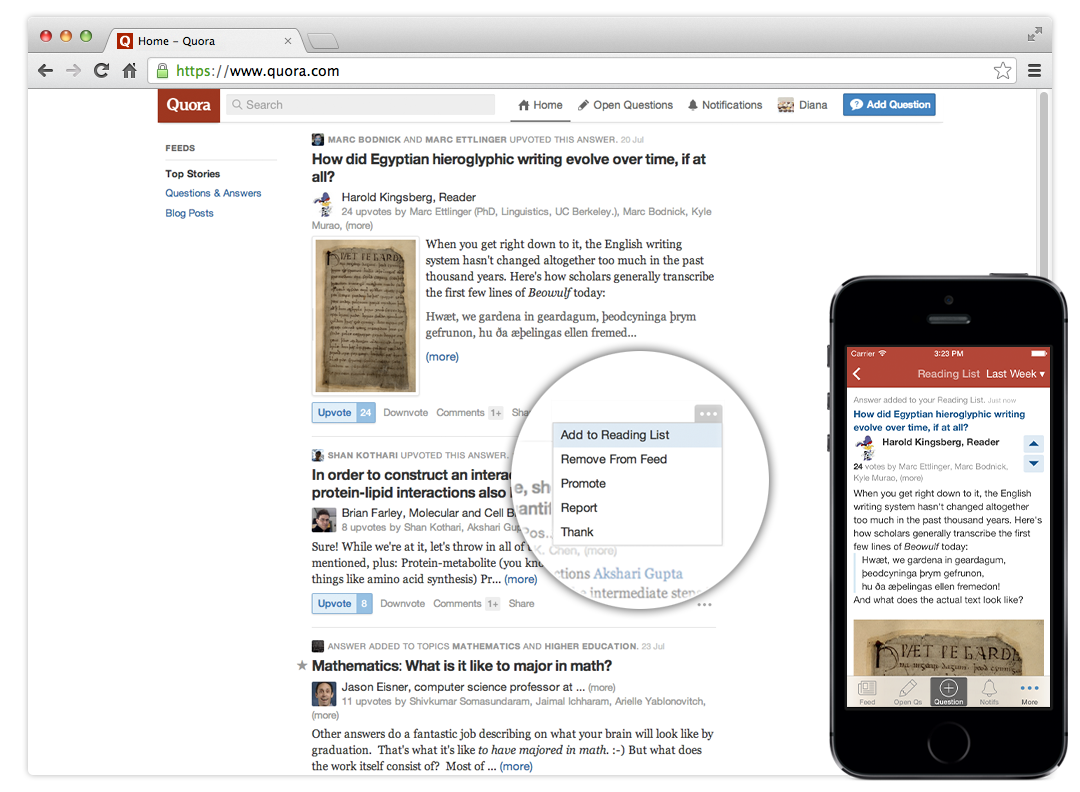 Home – Quora
https://www.quora.com
Quora
Search
Home
Open Questions
Notifications
Diana
Add Question
FEEDS
Top Stories
Questions & Answers
Blog Posts
MARC BODNICK AND MARC ETTLINGER UPVOTED THIS ANSWER. 20 Jul
How did Egyptian hieroglyphic writing evolve over time, if at
all?
Harold Kingsberg, Reader
24 upvotes by Marc Ettlinger (PhD, Linguistics, UC Berkeley.), Marc Bodnick, Kyle
Murao, (more)
When you get right down to it, the English writing
system hasn't changed altogether too much in the past
thousand years. Here's how scholars generally transcribe
the first few lines of Beowulf today:
Hwæt, we gardena in geardagum, þeodcyninga þrym
gefrunon, hu ða æþelingas ellen fremed...
(more)
Upvote 24 Downvote Comments 1+ Sha
SHAN KOTHARI UPVOTED THIS ANSWER.
In order to construct an intera
protein-lipid interactions also
Brian Farley, Molecular and Cell B
8 upvotes by Shan Kothari, Akshari Gup
Sure! While we're at it, let's throw in all of
mentioned, plus: Protein-metabolite (you kno
things like amino acid synthesis) Pr... (more)
Upvote 8 Downvote Comments 1+ Share
Add to Reading List
Remove From Feed
Promote
Report
Thank
e, sh
antif
Pos..
K. Chen, (more)
ctions Akshari Gupta
e intermediate step
ANSWER ADDED TO TOPICS MATHEMATICS AND HIGHER EDUCATION. 23 Jul
Mathematics: What is it like to major in math?
Jason Eisner, computer science professor at ... (more)
11 upvotes by Shivkumar Somasundaram, Jaimal Ichharam, Arielle Yablonovitch,
(more)
Other answers do a fantastic job describing on what your brain will look like by
graduation. That's what it's like to have majored in math. :-) But what does
the work itself consist of? Most of ... (more)
Carrier 3:23 PM
Reading List Last Week ▾
Answer added to your Reading List. Just now
How did Egyptian hieroglyphic writing
evolve over time, if at all?
Harold Kingsberg, Reader
24 votes by Marc Ettlinger, Marc Bodnick,
Kyle Murao, (more)
When you get right down to it, the English
writing system hasn't changed altogether
too much in the past thousand years. Here's
how scholars generally transcribe the first
few lines of Beowulf today:
Hwæt, we gardena in geardagum,
þeodcyninga þrym gefrunon,
hu ða æþelingas ellen fremedon!
And what does the actual text look like?
Feed
Open Qs
Question
Notifs
More